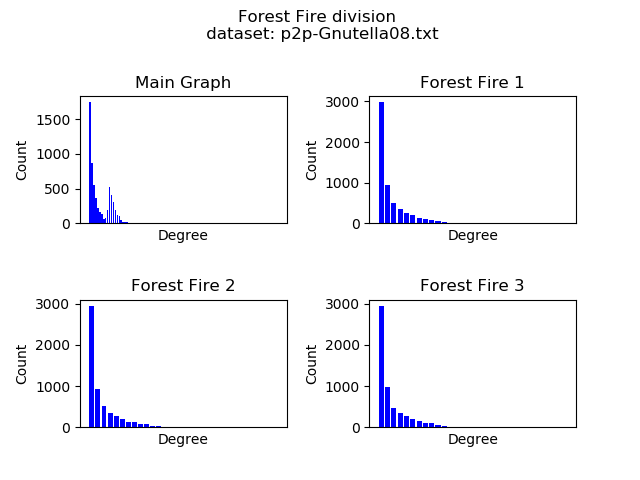 Forest Fire division
dataset: p2p-Gnutella08.txt
Main Graph
Count
1500
1000
500
0
Degree
Forest Fire 1
Count
3000
2000
1000
0
Degree
Forest Fire 2
Count
3000
2000
1000
0
Degree
Forest Fire 3
Count
3000
2000
1000
0
Degree